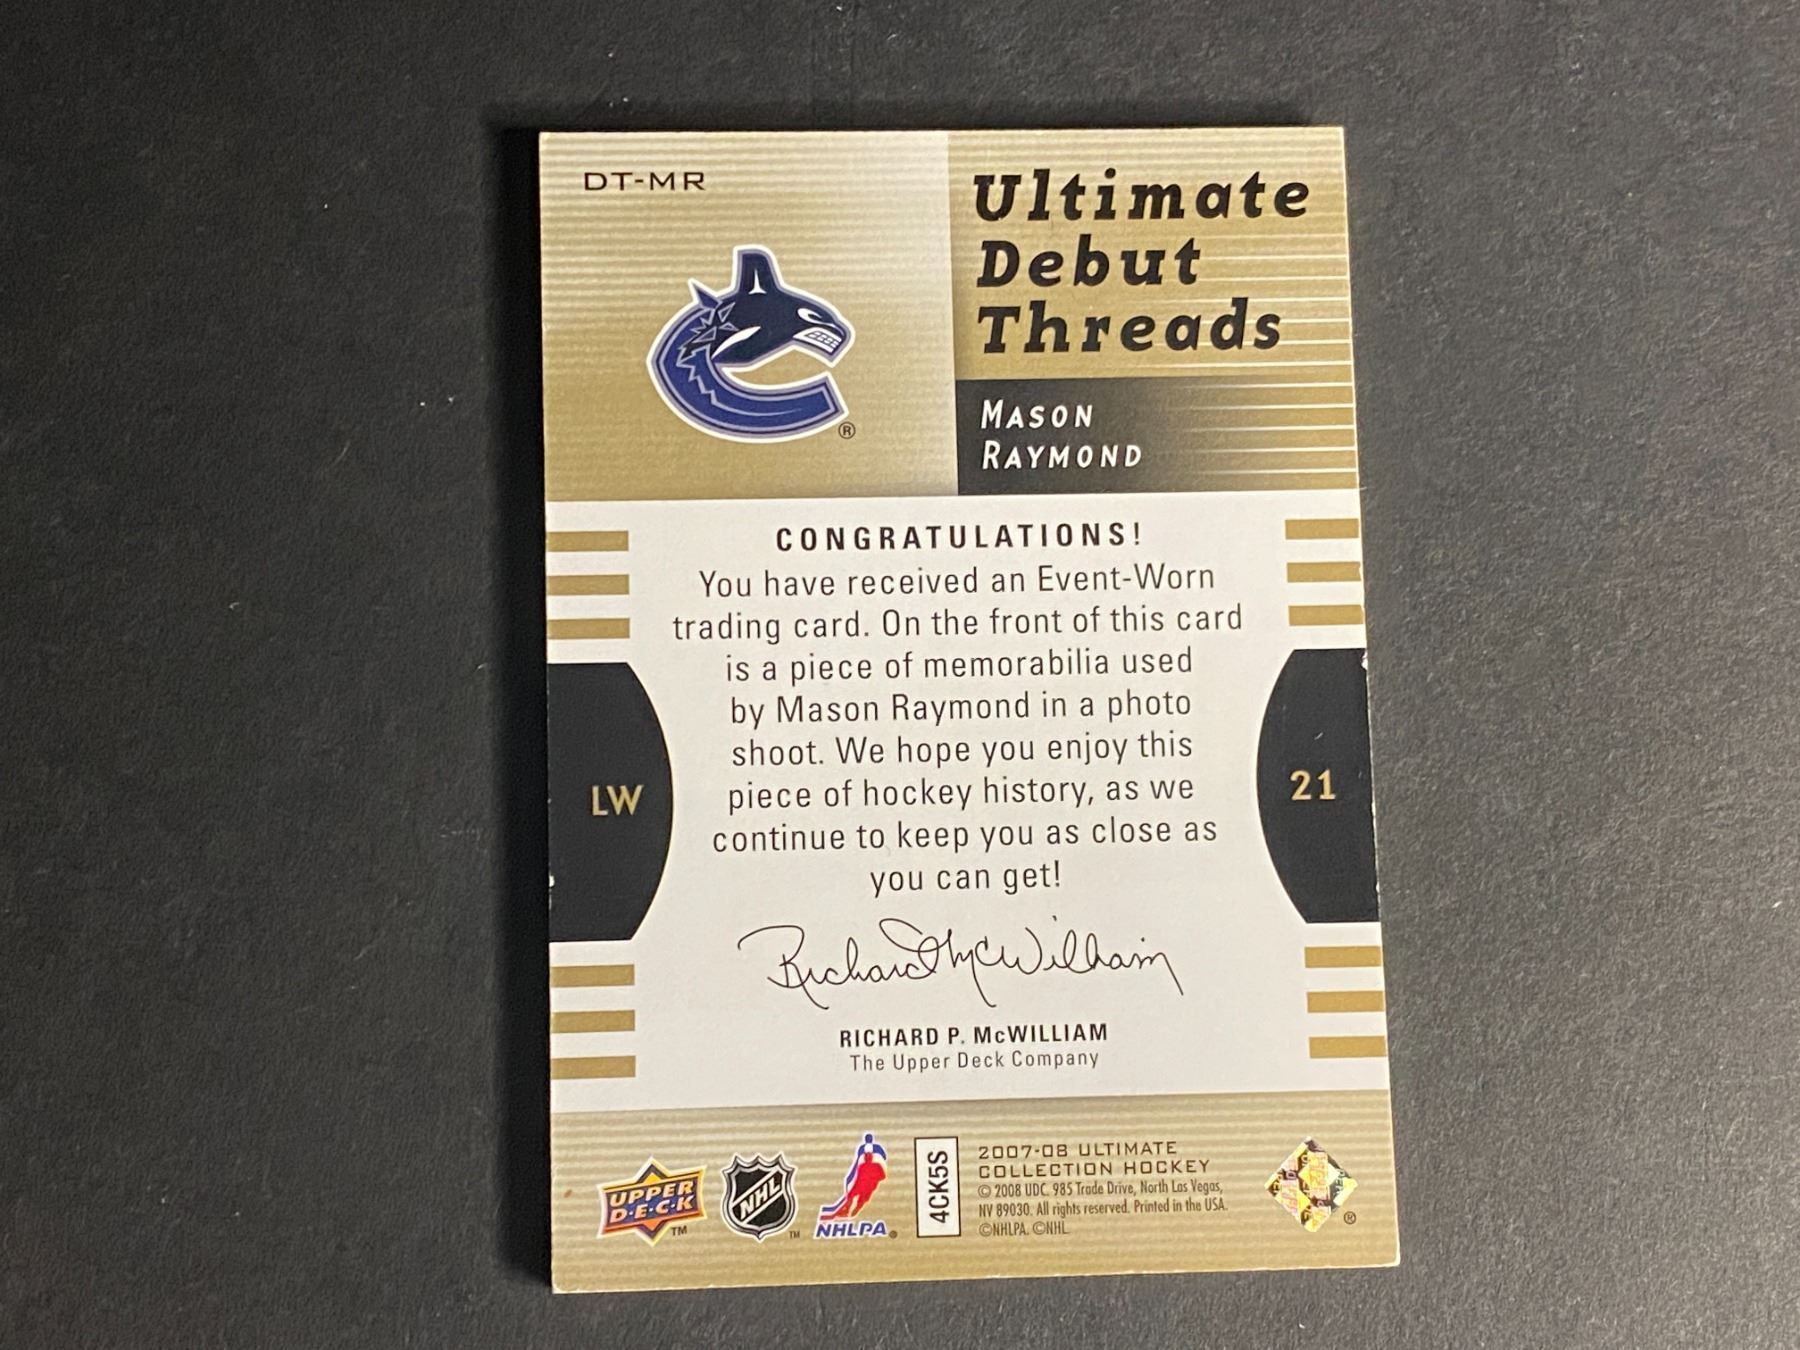 DT-MR
Ultimate
Debut
Threads
MASON
RAYMOND
®
CONGRATULATIONS!
You have received an Event-Worn
trading card. On the front of this card
is a piece of memorabilia used
by Mason Raymond in a photo
shoot. We hope you enjoy this
piece of hockey history, as we
continue to keep you as close as
you can get!
LW
21
Richard McWilliam
RICHARD P. McWILLIAM
The Upper Deck Company
UPPER
D·E·C·K
TM
NHL
TM
NHLPA®
4CK5S
2007-08 ULTIMATE
COLLECTION HOCKEY
© 2008 UDC. 985 Trade Drive, North Las Vegas,
NV 89030. All rights reserved. Printed in the USA.
©NHLPA. ©NHL.
®